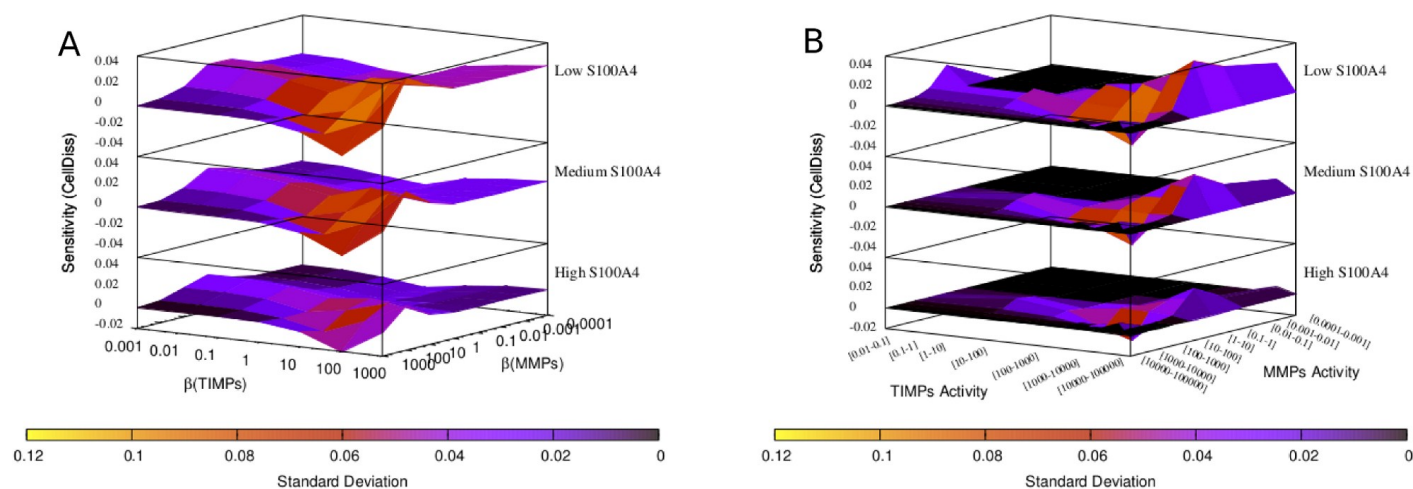 A
Sensitivity (CellDiss)
0.04
0.02
0
-0.02
-0.04
0.04
0.02
0
-0.02
-0.04
0.04
0.02
0
-0.02
Low S100A4
Medium S100A4
High S100A4
0.001 0.01 0.1 1 10 100 1000
β(TIMPs)
1000 100 10 1 0.1 0.01 0.001 0.0001
β(MMPs)
0.12 0.1 0.08 0.06 0.04 0.02 0
Standard Deviation
B
Sensitivity (CellDiss)
0.04
0.02
0
-0.02
-0.04
0.04
0.02
0
-0.02
-0.04
0.04
0.02
0
-0.02
Low S100A4
Medium S100A4
High S100A4
[0.01-0.1] [0.1-1] [1-10] [10-100] [100-1000] [1000-10000] [10000-100000]
TIMPs Activity
[10000-100000] [1000-10000] [100-1000] [10-100] [1-10] [0.1-1] [0.01-0.1] [0.001-0.01] [0.0001-0.001]
MMPs Activity
0.12 0.1 0.08 0.06 0.04 0.02 0
Standard Deviation